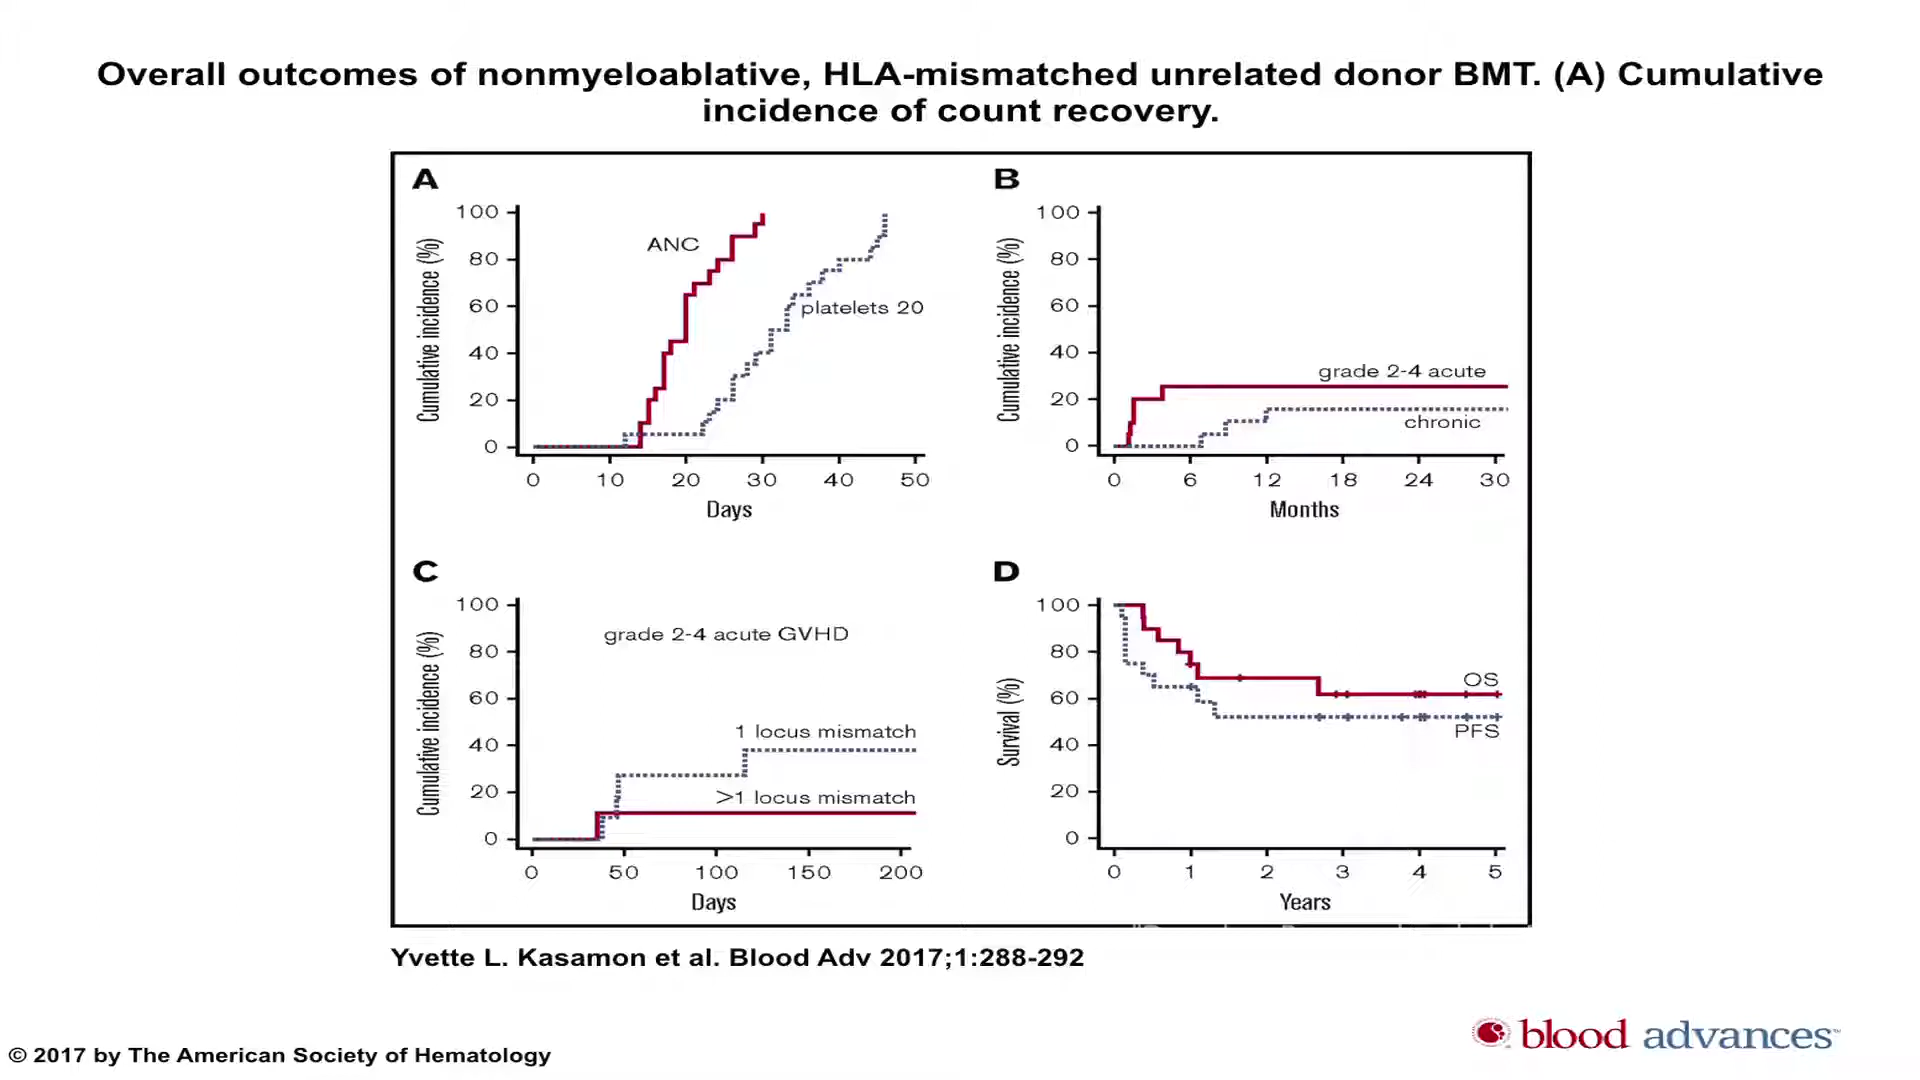 Overall outcomes of nonmyeloablative, HLA-mismatched unrelated donor BMT. (A) Cumulative
incidence of count recovery.
A
100
80
60
40
20
0
Cumulative incidence (%)
ANC
platelets 20
0 10 20 30 40 50
Days
B
100
80
60
40
20
0
Cumulative incidence (%)
grade 2-4 acute
chronic
0 6 12 18 24 30
Months
C
100
80
60
40
20
0
Cumulative incidence (%)
grade 2-4 acute GVHD
1 locus mismatch
>1 locus mismatch
0 50 100 150 200
Days
D
100
80
60
40
20
0
Survival (%)
OS
PFS
0 1 2 3 4 5
Years
Yvette L. Kasamon et al. Blood Adv 2017;1:288-292
blood advances™
© 2017 by The American Society of Hematology